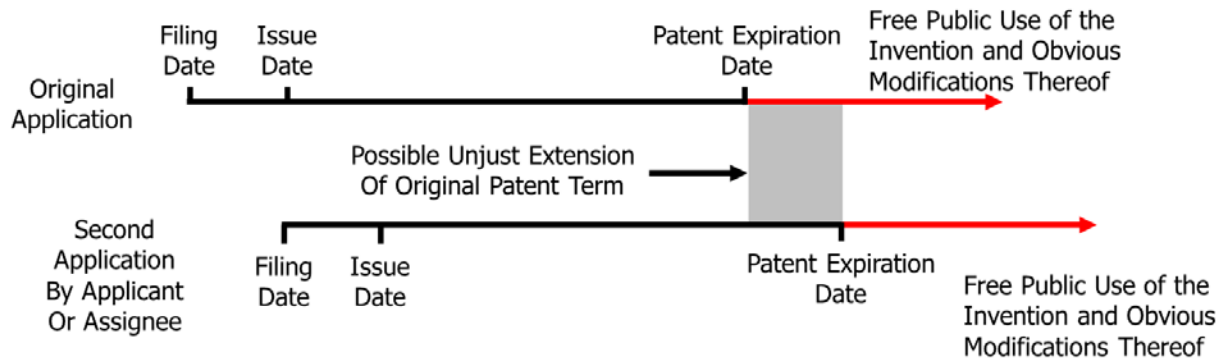 Filing
Date
Issue
Date
Patent Expiration
Date
Free Public Use of the
Invention and Obvious
Modifications Thereof
Original
Application
Possible Unjust Extension
Of Original Patent Term
Second
Application
By Applicant
Or Assignee
Filing
Date
Issue
Date
Patent Expiration
Date
Free Public Use of the
Invention and Obvious
Modifications Thereof